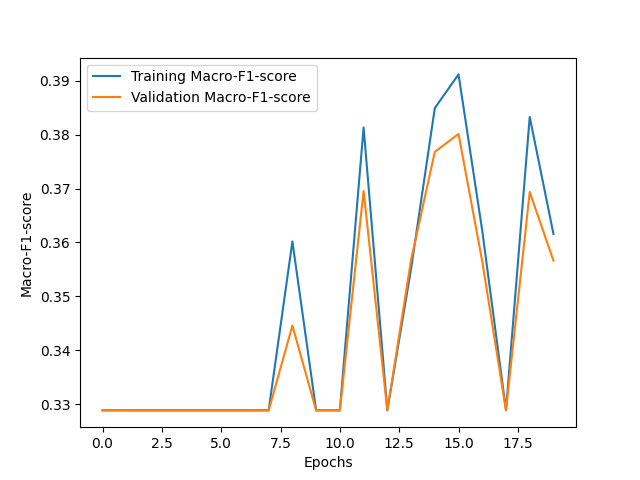 Training Macro-F1-score
Validation Macro-F1-score
Macro-F1-score
0.39
0.38
0.37
0.36
0.35
0.34
0.33
0.0 2.5 5.0 7.5 10.0 12.5 15.0 17.5
Epochs